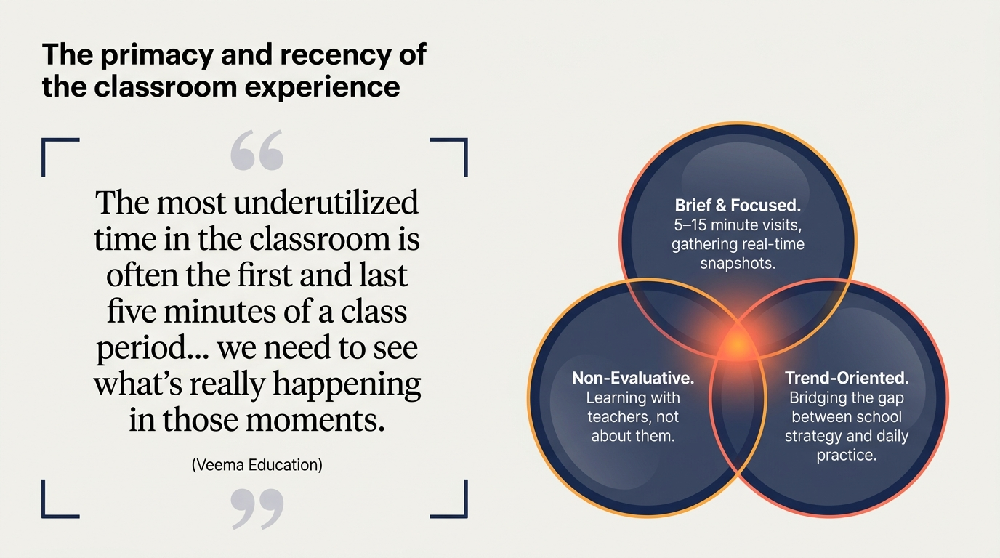 The primacy and recency of
the classroom experience
“
The most underutilized
time in the classroom is
often the first and last
five minutes of a class
period... we need to see
what’s really happening
in those moments.
(Veema Education)
”
Brief & Focused.
5–15 minute visits,
gathering real-time
snapshots.
Non-Evaluative.
Learning with
teachers, not
about them.
Trend-Oriented.
Bridging the gap
between school
strategy and daily
practice.